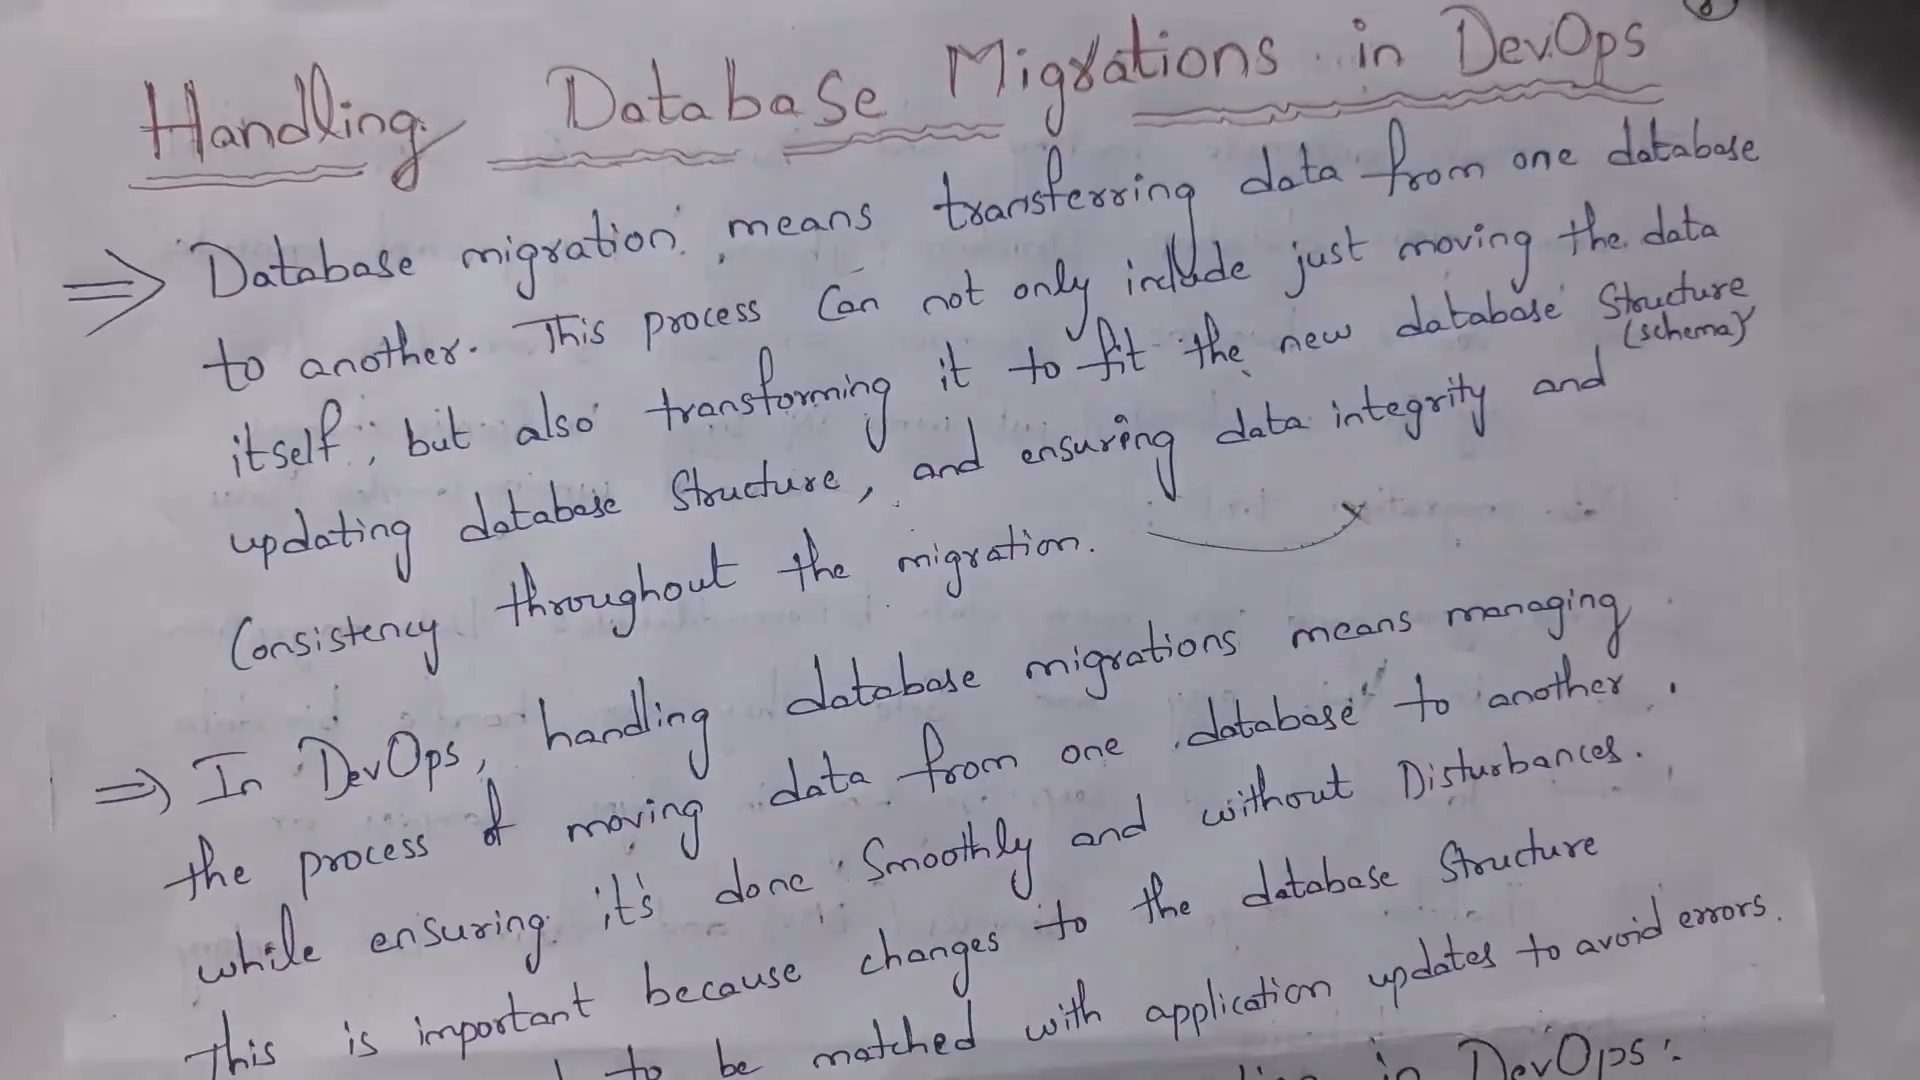 Handling Database Migrations in DevOps
⇒ Database migration means transferring data from one database
to another. This process Can not only include just moving the data
itself, but also transforming it to fit the new database Structure
(schema)
updating database Structure, and ensuring data integrity and
Consistency throughout the migration.
⇒ In DevOps, handling database migrations means managing
the process of moving data from one database to another
while ensuring it's done Smoothly and without Disturbances.
This is important because changes to the database Structure
to be matched with application updates to avoid errors.
in DevOps: